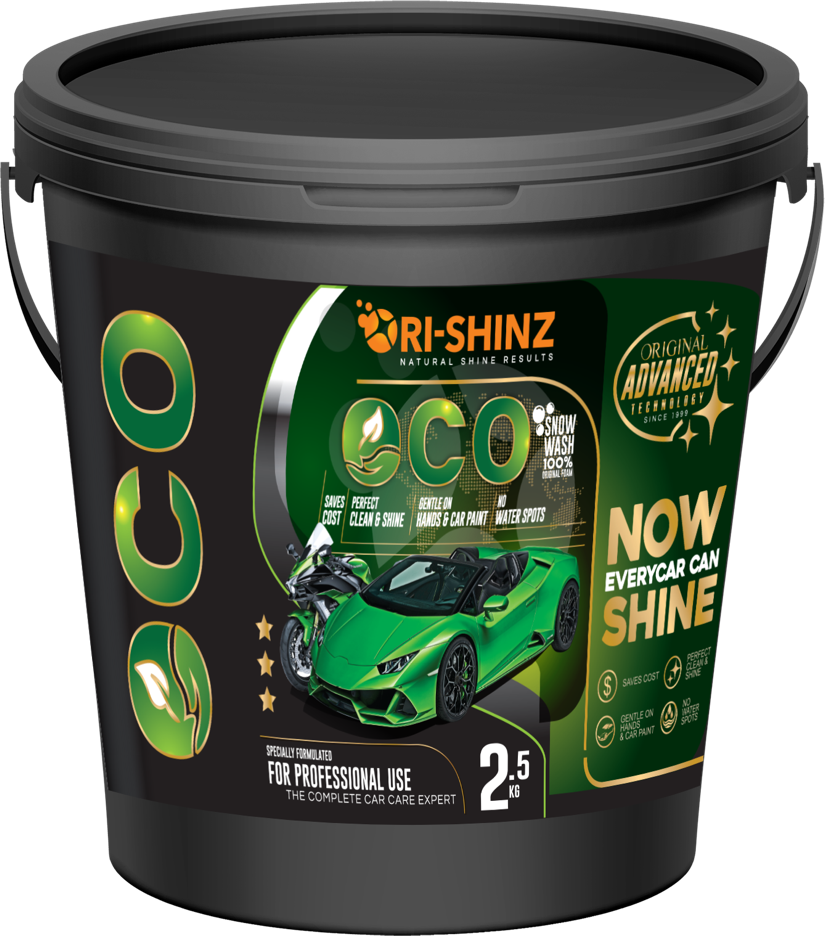 ECO
ORI-SHINZ
NATURAL SHINE RESULTS
eco
SNOW
WASH
100%
ORIGINAL FOAM
SAVES
COST
PERFECT
CLEAN & SHINE
GENTLE ON
HANDS & CAR PAINT
NO
WATER SPOTS
SPECIALLY FORMULATED
FOR PROFESSIONAL USE
THE COMPLETE CAR CARE EXPERT
2.5
KG
ORIGINAL
ADVANCED
TECHNOLOGY
SINCE 1999
NOW
EVERYCAR CAN
SHINE
$
SAVES COST
PERFECT
CLEAN &
SHINE
GENTLE ON
HANDS
& CAR PAINT
NO
WATER
SPOTS